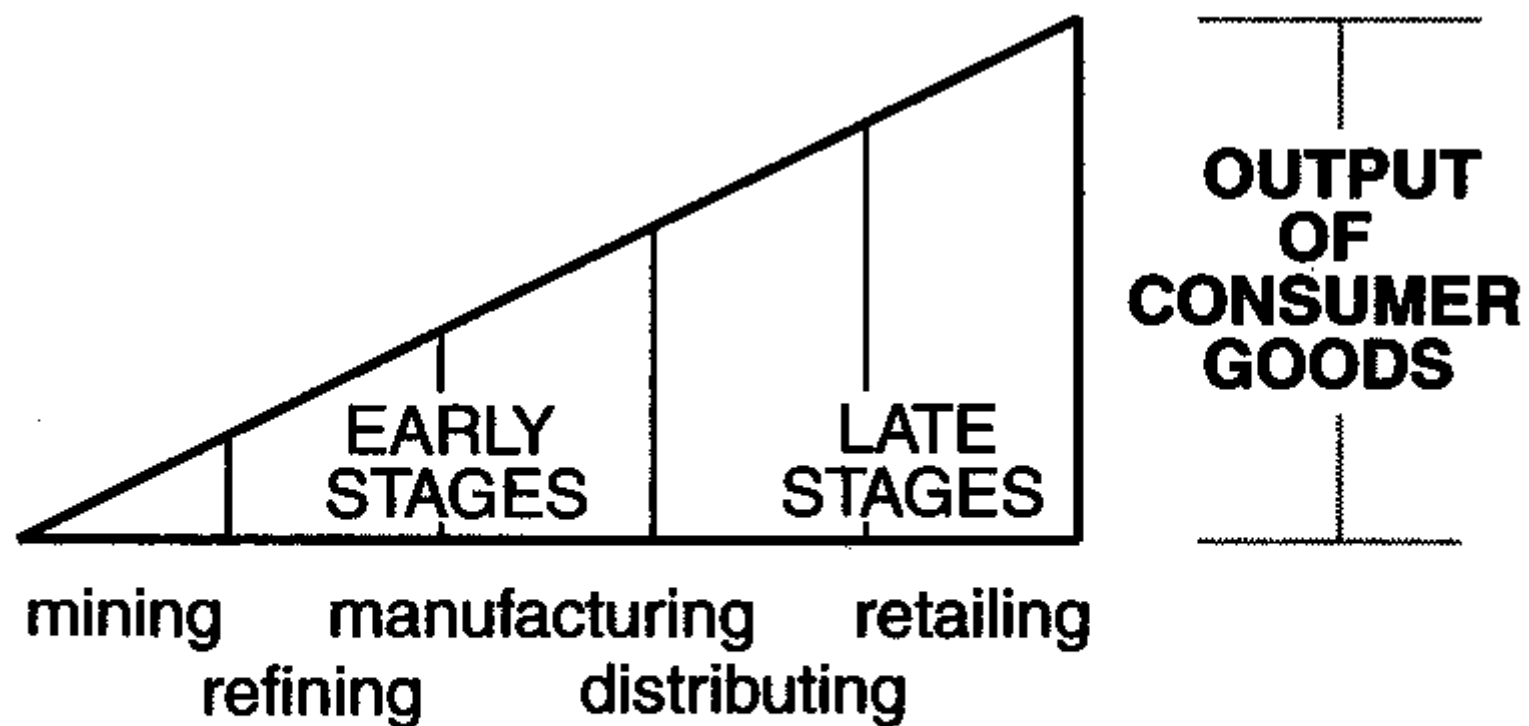 OUTPUT
OF
CONSUMER
GOODS
EARLY
STAGES
LATE
STAGES
mining
manufacturing
retailing
refining
distributing